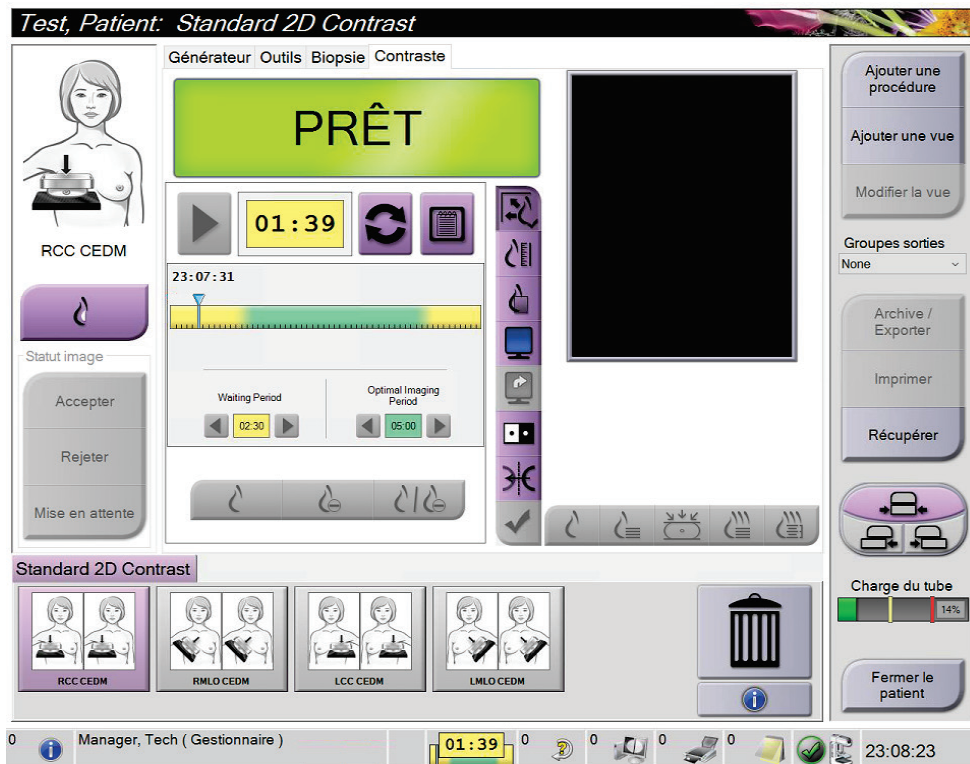 Test, Patient: Standard 2D Contrast
Générateur Outils Biopsie Contraste
RCC CEDM
PRÊT
01:39
23:07:31
Waiting Period
02:30
Optimal Imaging
Period
05:00
Statut image
Accepter
Rejeter
Mise en attente
Ajouter une
procédure
Ajouter une vue
Modifier la vue
Groupes sorties
None
Archive /
Exporter
Imprimer
Récupérer
Charge du tube
14%
Fermer le
patient
Standard 2D Contrast
RCC CEDM
RMLO CEDM
LCC CEDM
LMLO CEDM
0
Manager, Tech ( Gestionnaire )
01:39
0
0
0
0
23:08:23